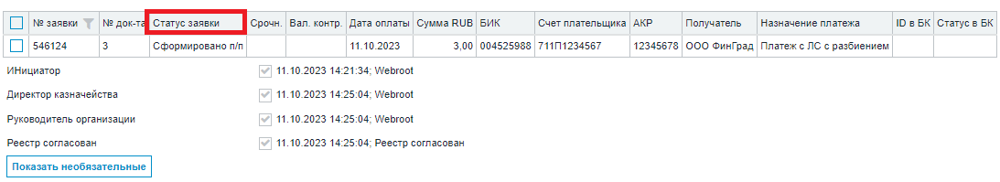 № заявки № док-та Статус заявки Срочн. Вал. контр. Дата оплаты Сумма RUB БИК Счет плательщика АКР Получатель Назначение платежа ID в БК Статус в БК
546124 3 Сформировано п/п 11.10.2023 3,00 004525988 711П1234567 12345678 ООО ФинГрад Платеж с ЛС с разбиением
ИНициатор 11.10.2023 14:21:34; Webroot
Директор казначейства 11.10.2023 14:25:04; Webroot
Руководитель организации 11.10.2023 14:25:04; Webroot
Реестр согласован 11.10.2023 14:25:04; Реестр согласован
Показать необязательные